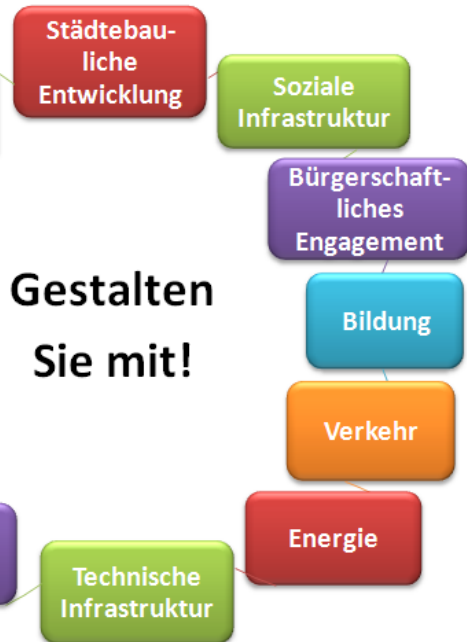 Städtebau-
liche
Entwicklung
Soziale
Infrastruktur
Bürgerschaft-
liches
Engagement
Gestalten
Sie mit!
Bildung
Verkehr
Energie
Technische
Infrastruktur